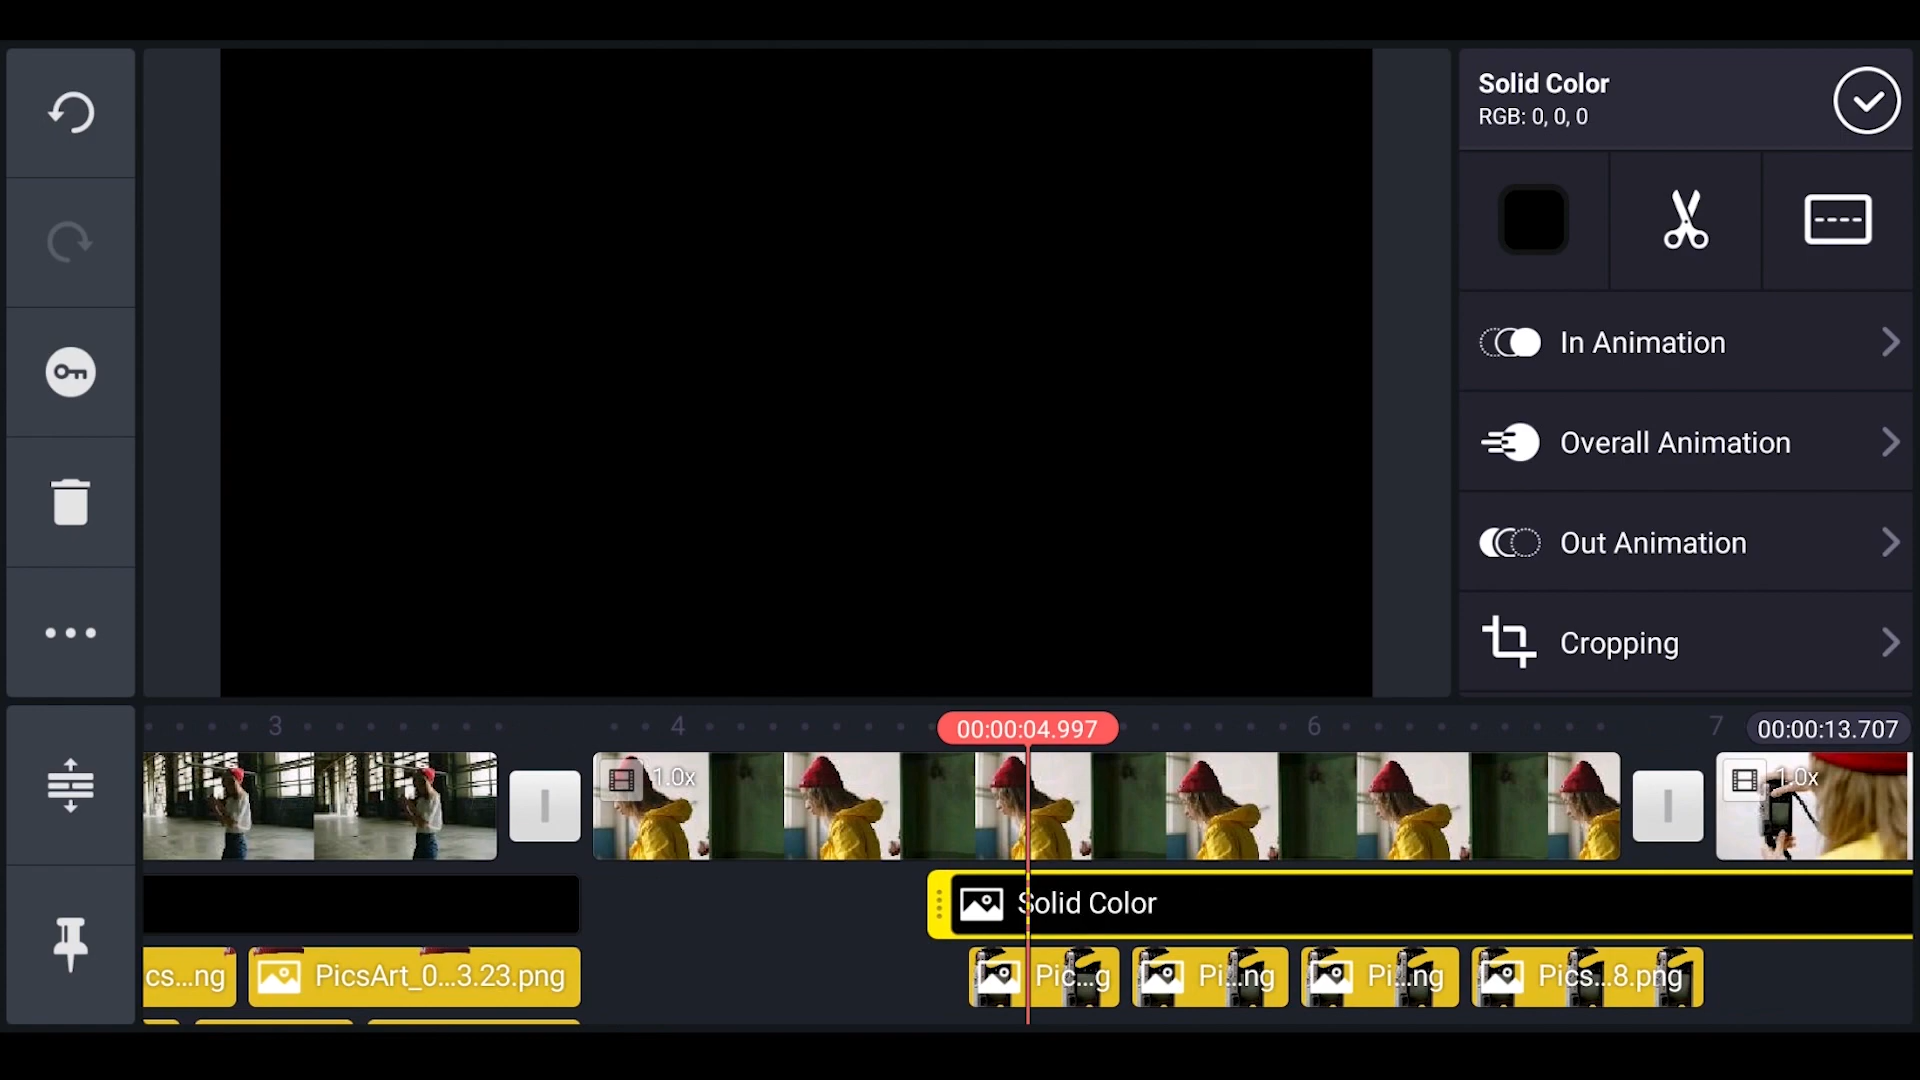 Solid Color
RGB: 0, 0, 0
In Animation
Overall Animation
Out Animation
Cropping
3
4
00:00:04.997
6
7
00:00:13.707
1.0x
1.0x
Solid Color
cs...ng
PicsArt_0...3.23.png
Pic...g
Pi...ng
Pi...ng
Pics...8.png